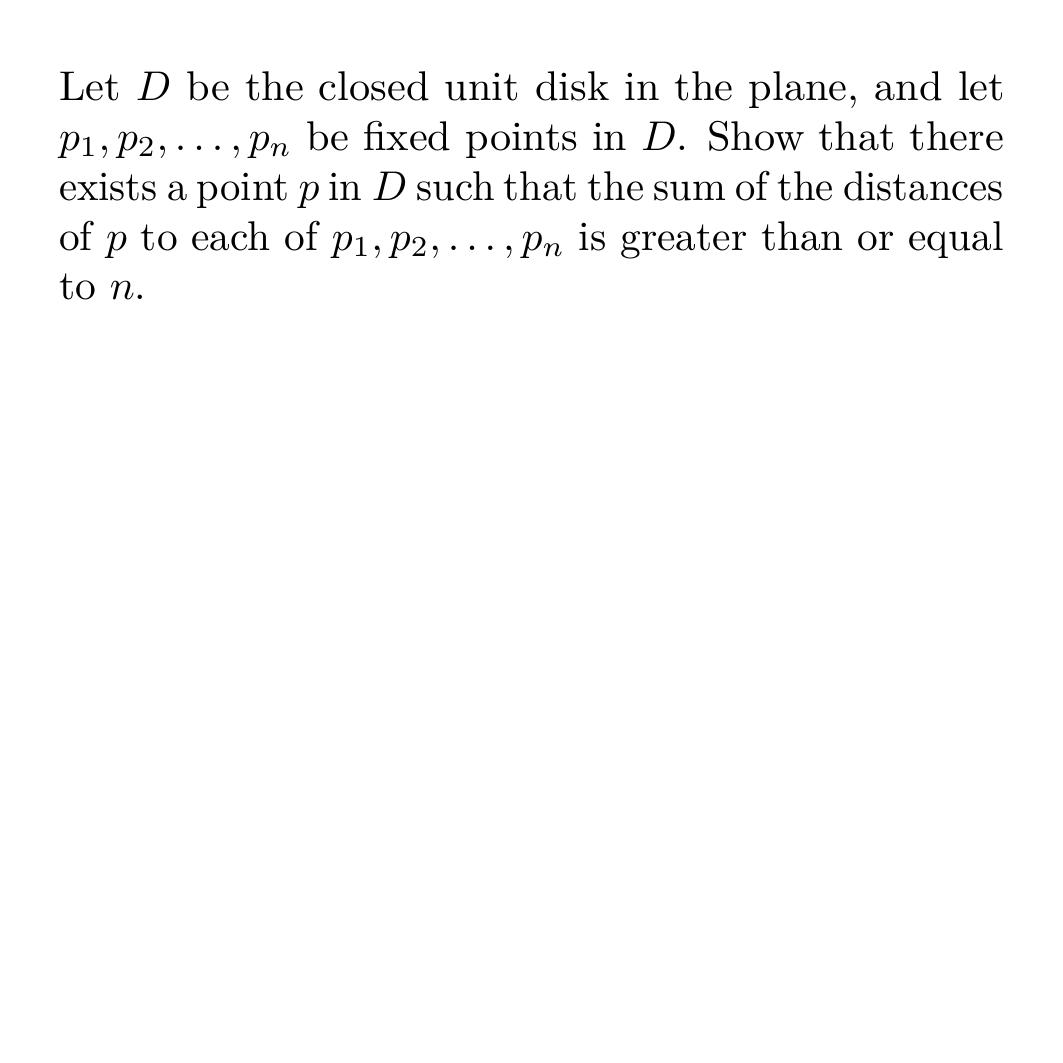 Let $D$ be the closed unit disk in the plane, and let
$p_1, p_2, \ldots, p_n$ be fixed points in $D$. Show that there
exists a point $p$ in $D$ such that the sum of the distances
of $p$ to each of $p_1, p_2, \ldots, p_n$ is greater than or equal
to $n$.